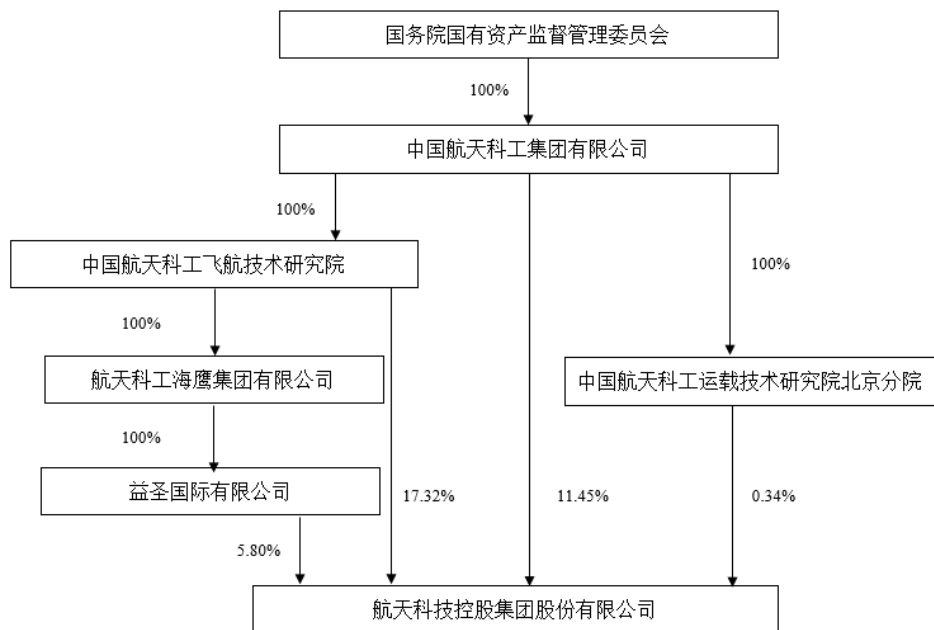 国务院国有资产监督管理委员会
100%
中国航天科工集团有限公司
100%
中国航天科工飞航技术研究院
100%
100%
航天科工海鹰集团有限公司
中国航天科工运载技术研究院北京分院
100%
益圣国际有限公司
17.32%
11.45%
0.34%
5.80%
航天科技控股集团股份有限公司